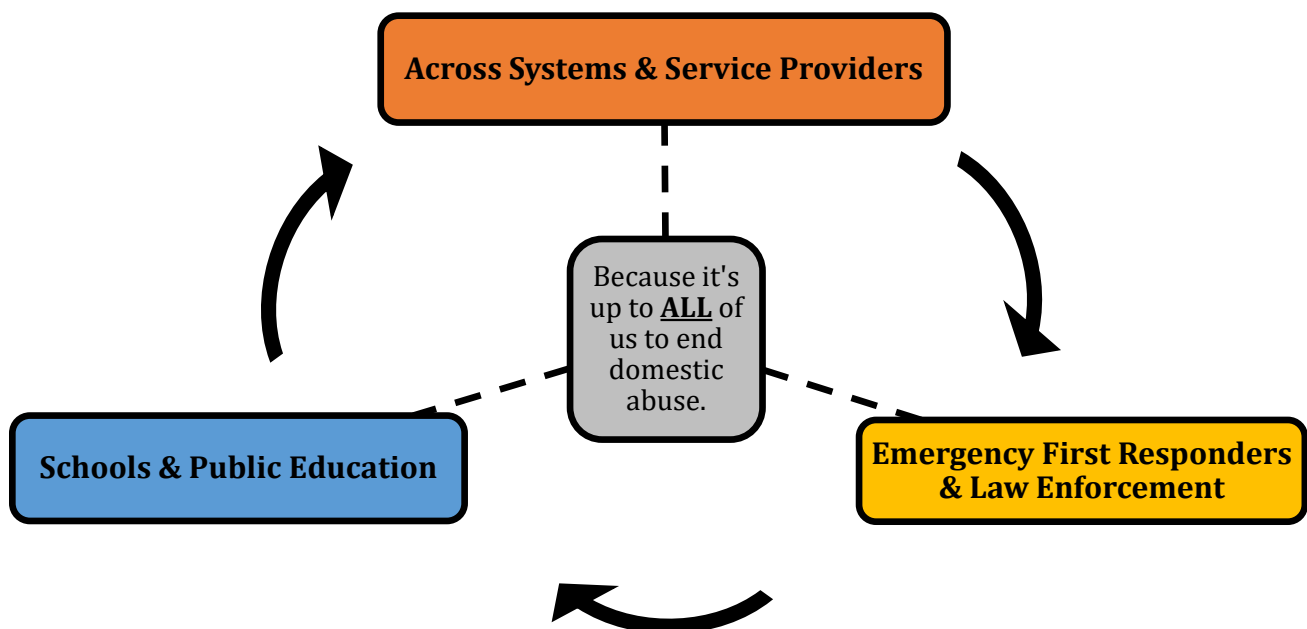 Across Systems & Service Providers
Because it's
up to ALL of
us to end
domestic
abuse.
Schools & Public Education
Emergency First Responders
& Law Enforcement